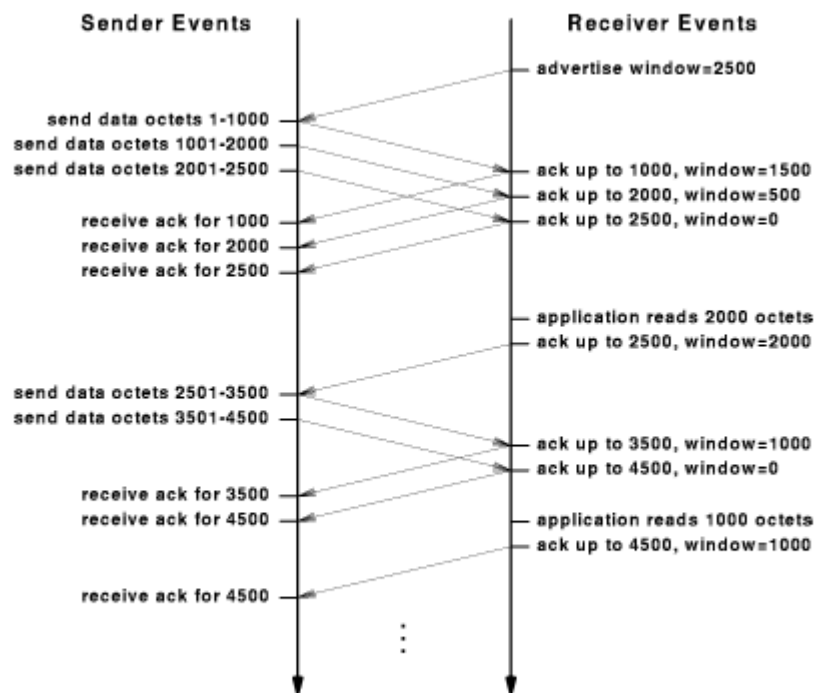 Sender Events
Receiver Events
advertise window=2500
send data octets 1-1000
send data octets 1001-2000
send data octets 2001-2500
ack up to 1000, window=1500
ack up to 2000, window=500
ack up to 2500, window=0
receive ack for 1000
receive ack for 2000
receive ack for 2500
application reads 2000 octets
ack up to 2500, window=2000
send data octets 2501-3500
send data octets 3501-4500
ack up to 3500, window=1000
ack up to 4500, window=0
receive ack for 3500
receive ack for 4500
application reads 1000 octets
ack up to 4500, window=1000
receive ack for 4500